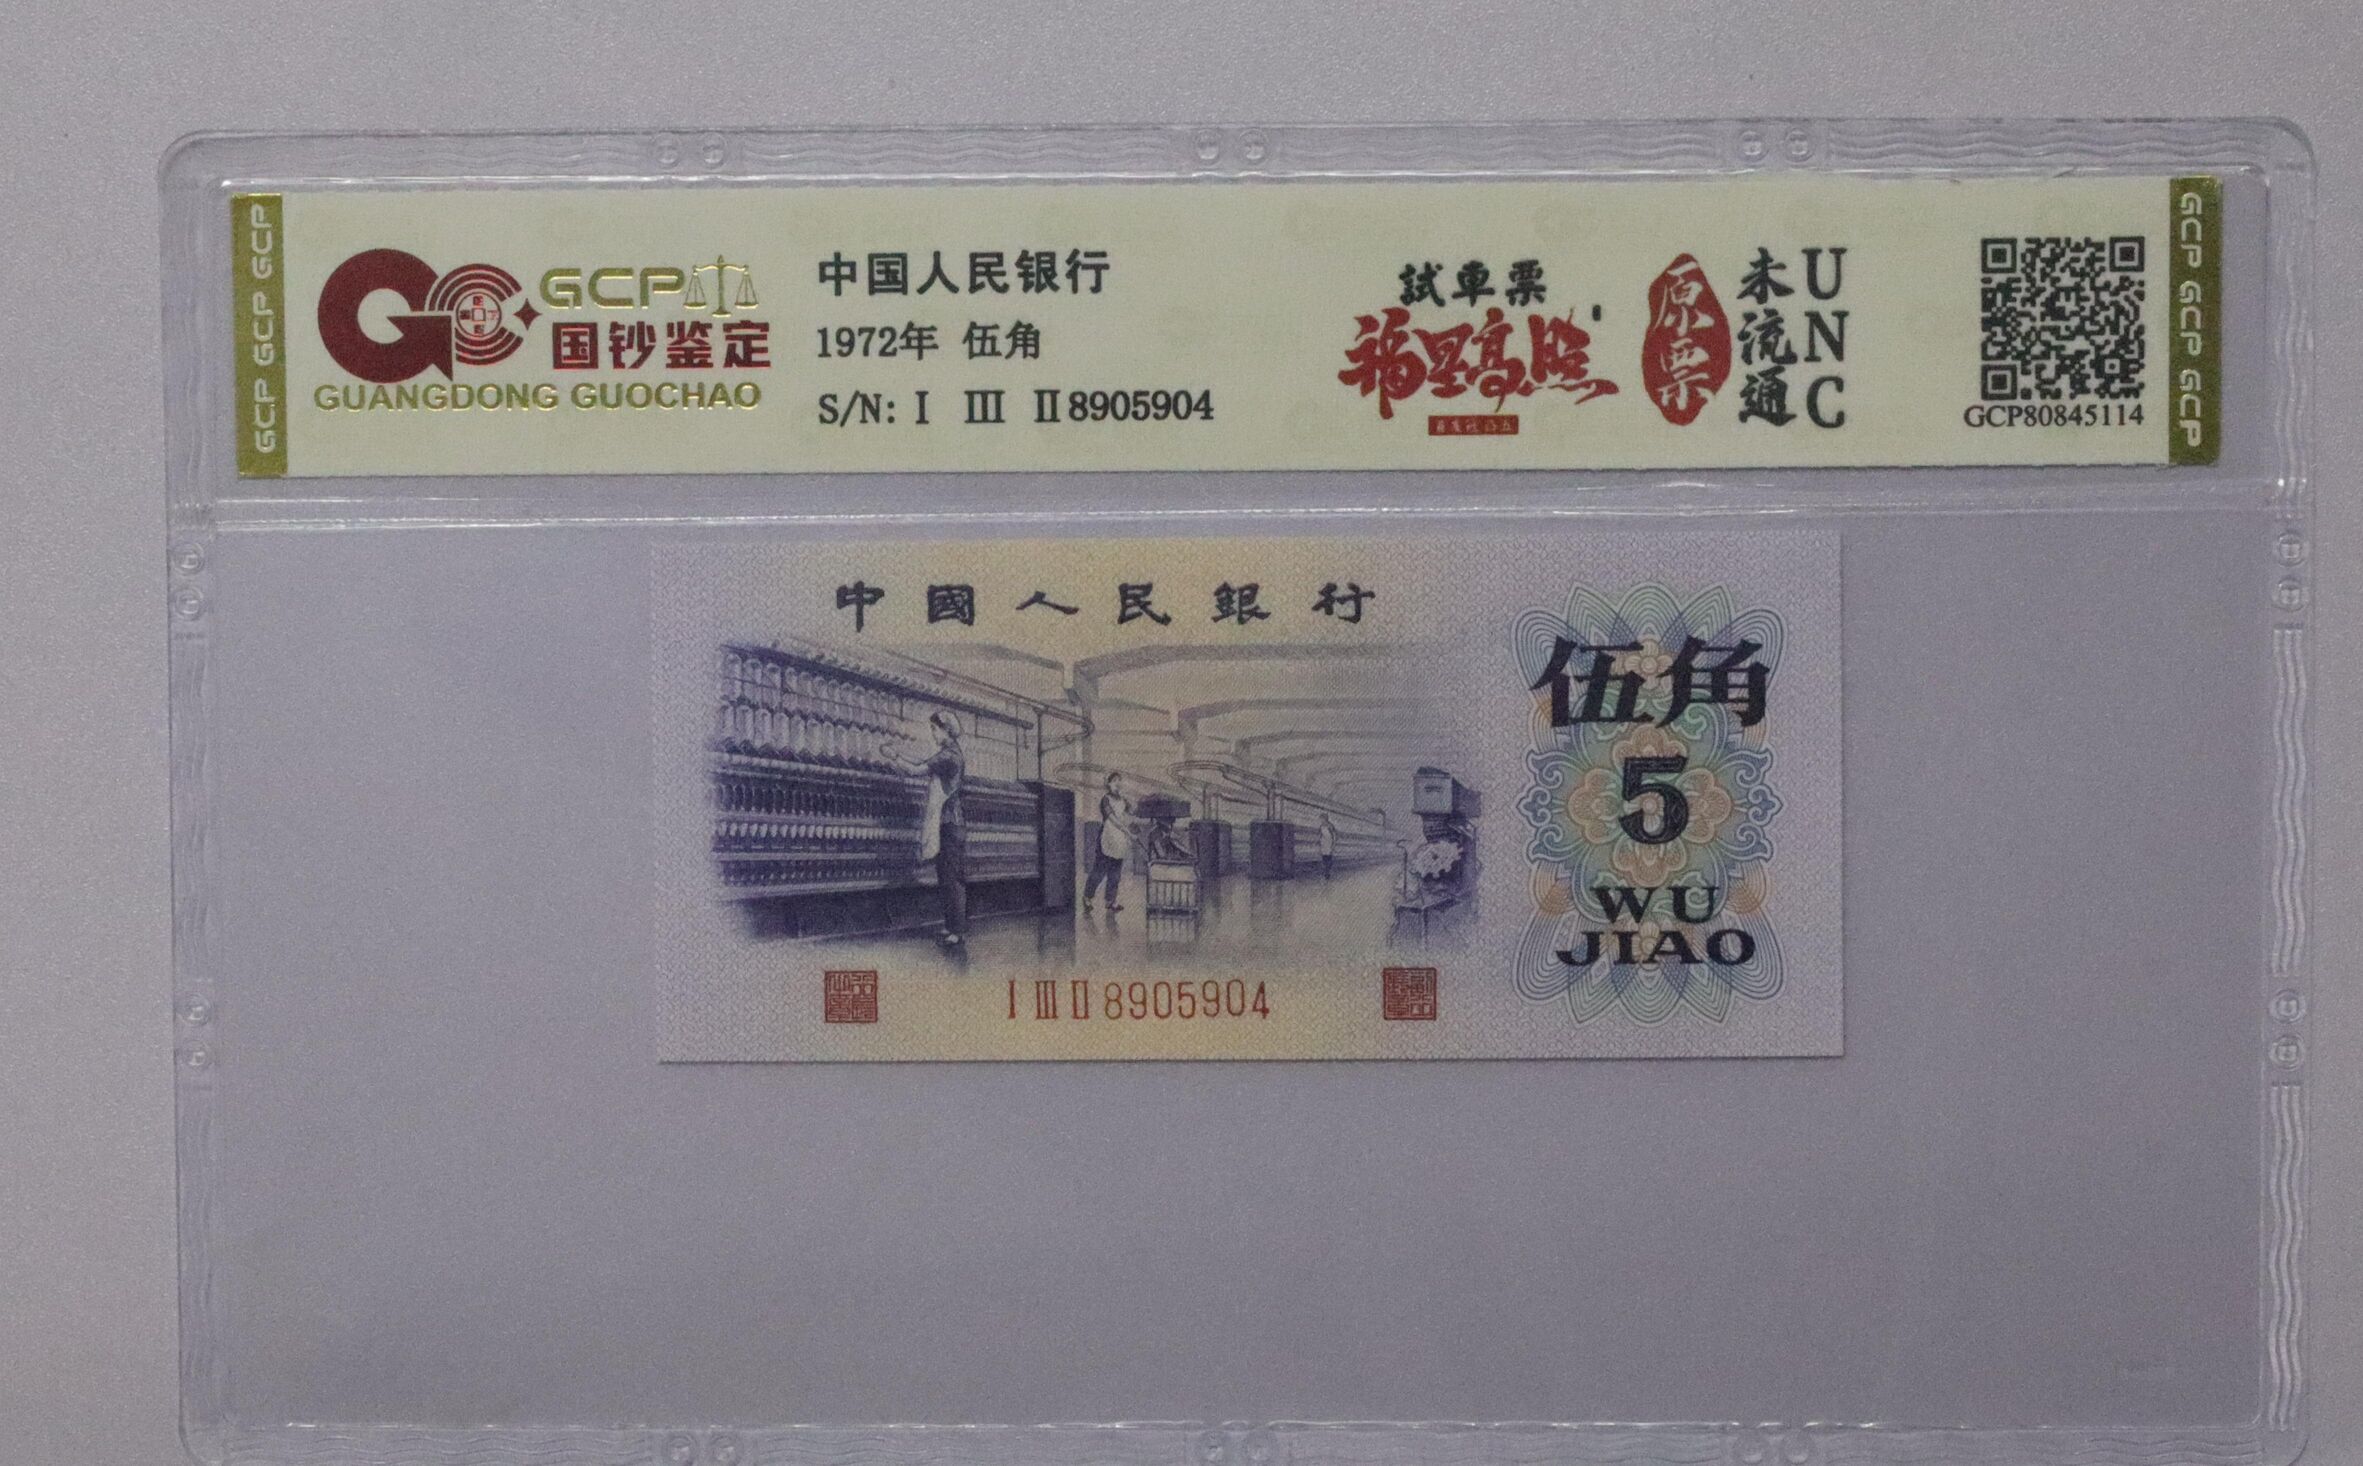 GCP GCP GCP
GCP
国钞鉴定
GUANGDONG GUOCHAO
中国人民银行
1972年 伍角
S/N: Ⅰ Ⅲ Ⅱ 8905904
試車票
福星高照
原票
未流通
UNC
GCP80845114
GCP GCP GCP
中國人民銀行
伍角
5
WU
JIAO
Ⅰ Ⅲ Ⅱ 8905904